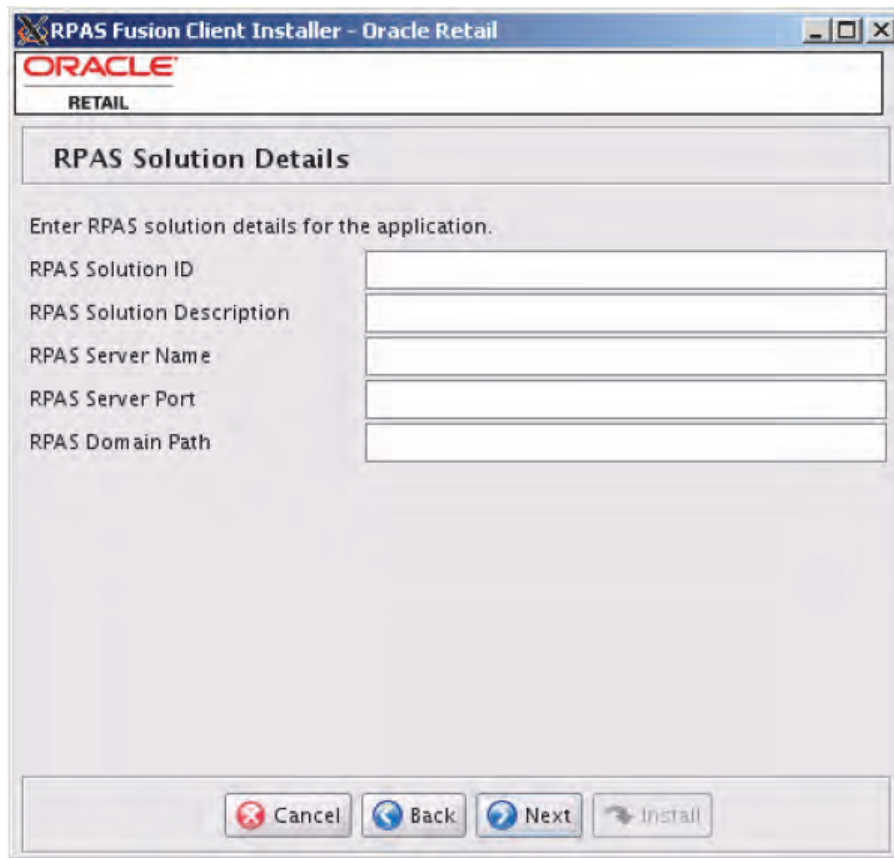 RPAS Fusion Client Installer - Oracle Retail
ORACLE
RETAIL
RPAS Solution Details
Enter RPAS solution details for the application.
RPAS Solution ID
RPAS Solution Description
RPAS Server Name
RPAS Server Port
RPAS Domain Path
Cancel
Back
Next
Install